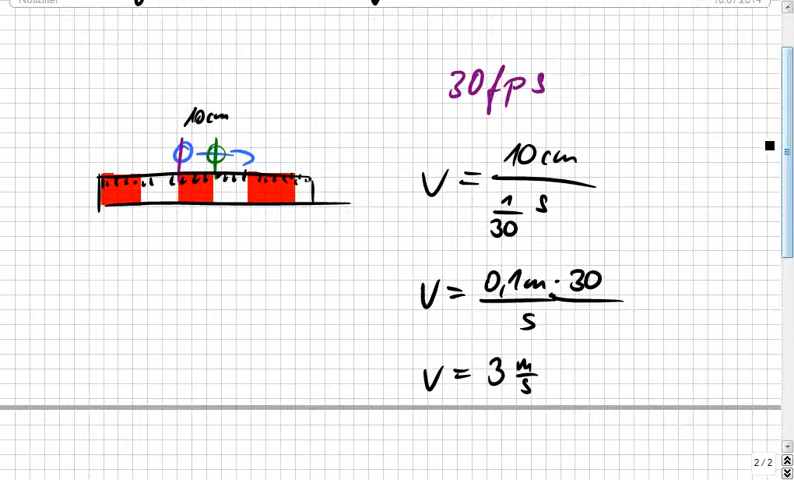 10cm
30fps
V = 10cm / 1/30 s
V = 0,1m · 30 / s
V = 3 m/s
2 / 2